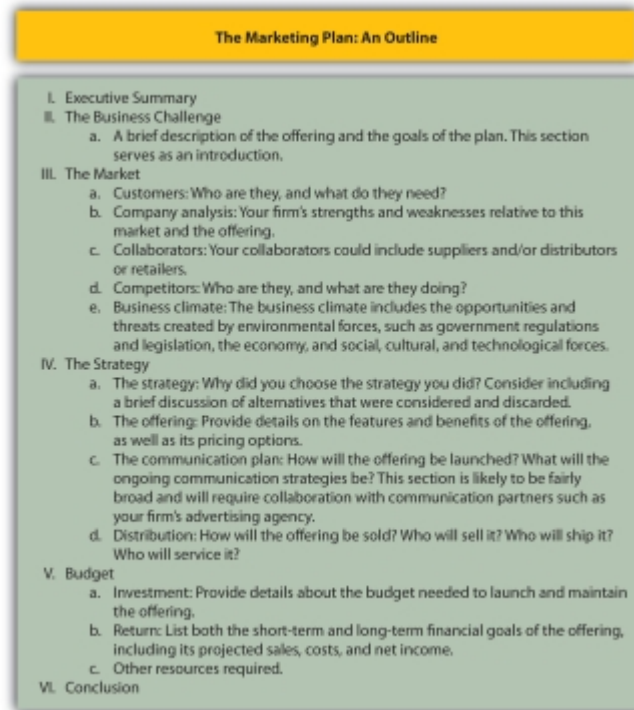 The Marketing Plan: An Outline
I. Executive Summary
II. The Business Challenge
a. A brief description of the offering and the goals of the plan. This section
serves as an introduction.
III. The Market
a. Customers: Who are they, and what do they need?
b. Company analysis: Your firm's strengths and weaknesses relative to this
market and the offering.
c. Collaborators: Your collaborators could include suppliers and/or distributors
or retailers.
d. Competitors: Who are they, and what are they doing?
e. Business climate: The business climate includes the opportunities and
threats created by environmental forces, such as government regulations
and legislation, the economy, and social, cultural, and technological forces.
IV. The Strategy
a. The strategy: Why did you choose the strategy you did? Consider including
a brief discussion of alternatives that were considered and discarded.
b. The offering: Provide details on the features and benefits of the offering,
as well as its pricing options.
c. The communication plan: How will the offering be launched? What will the
ongoing communication strategies be? This section is likely to be fairly
broad and will require collaboration with communication partners such as
your firm's advertising agency.
d. Distribution: How will the offering be sold? Who will sell it? Who will ship it?
Who will service it?
V. Budget
a. Investment: Provide details about the budget needed to launch and maintain
the offering.
b. Return: List both the short-term and long-term financial goals of the offering,
including its projected sales, costs, and net income.
c. Other resources required.
VI. Conclusion